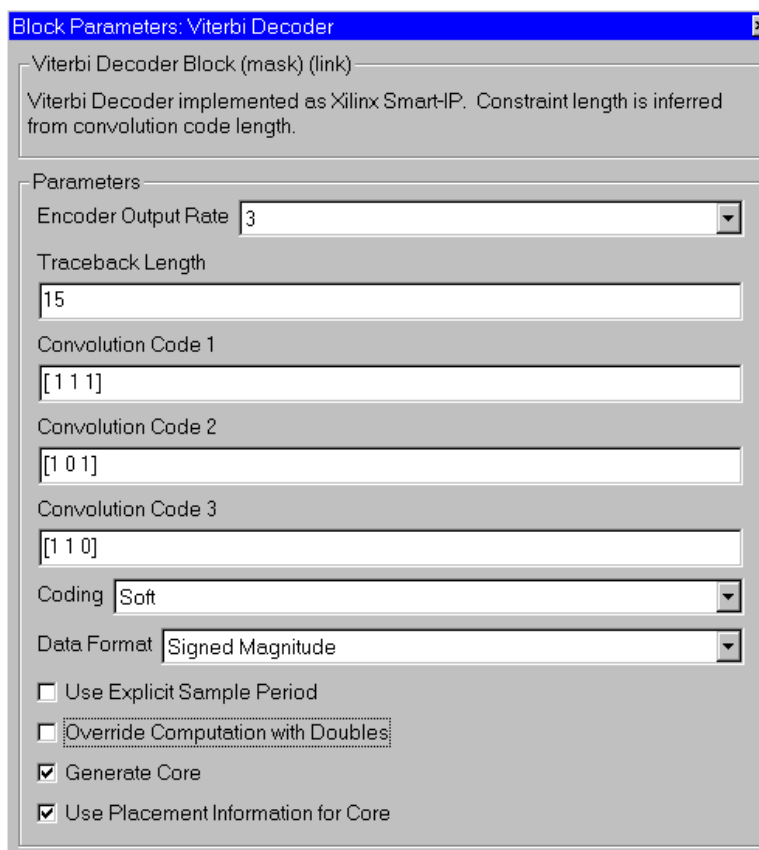 Block Parameters: Viterbi Decoder
Viterbi Decoder Block (mask) (link)
Viterbi Decoder implemented as Xilinx Smart-IP. Constraint length is inferred
from convolution code length.
Parameters
Encoder Output Rate 3
Traceback Length
15
Convolution Code 1
[ 1 1 1]
Convolution Code 2
[1 0 1]
Convolution Code 3
[1 1 0]
Coding Soft
Data Format Signed Magnitude
Use Explicit Sample Period
Override Computation with Doubles
Generate Core
Use Placement Information for Core